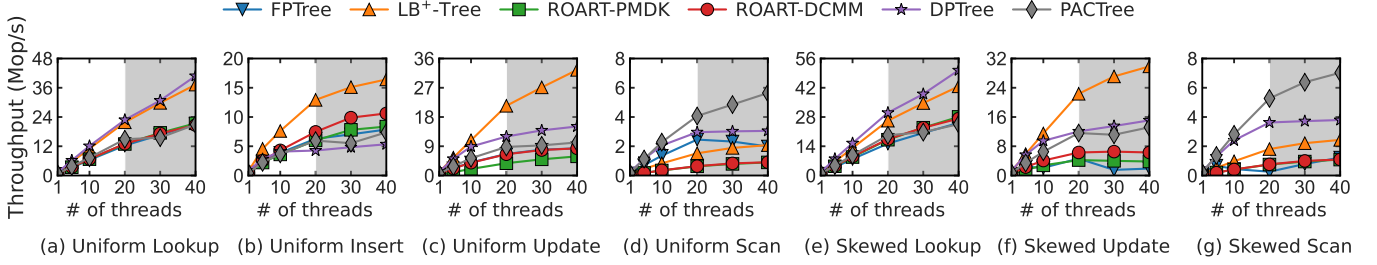 FPTree LB+-Tree ROART-PMDK ROART-DCMM DPTree PACTree
Throughput (Mop/s)
48 36 24 12 0
1 10 20 30 40
# of threads
(a) Uniform Lookup
20 15 10 5 0
1 10 20 30 40
# of threads
(b) Uniform Insert
36 27 18 9 0
1 10 20 30 40
# of threads
(c) Uniform Update
8 6 4 2 0
1 10 20 30 40
# of threads
(d) Uniform Scan
56 42 28 14 0
1 10 20 30 40
# of threads
(e) Skewed Lookup
32 24 16 8 0
1 10 20 30 40
# of threads
(f) Skewed Update
8 6 4 2 0
1 10 20 30 40
# of threads
(g) Skewed Scan